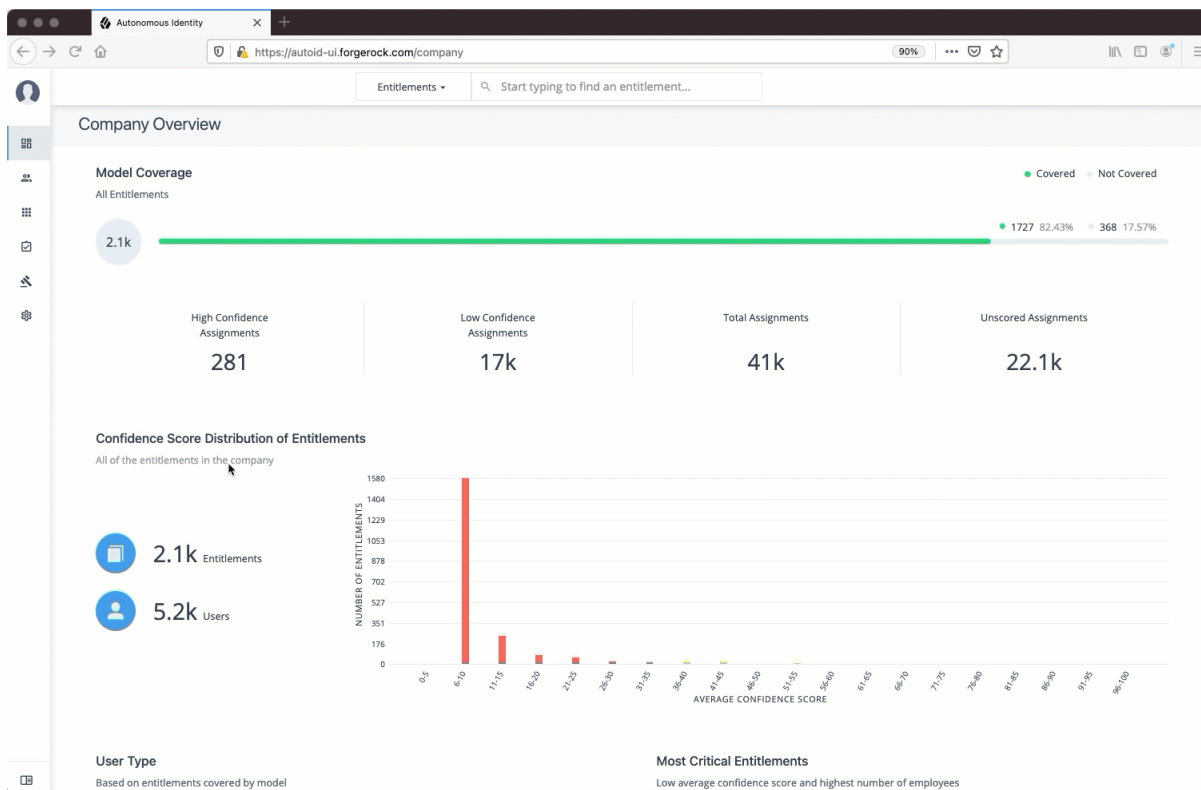 Autonomous Identity
https://autoid-ui.forgerock.com/company
90%
Entitlements
Start typing to find an entitlement...
Company Overview
Model Coverage
All Entitlements
Covered
Not Covered
2.1k
1727 82.43%
368 17.57%
High Confidence
Assignments
281
Low Confidence
Assignments
17k
Total Assignments
41k
Unscored Assignments
22.1k
Confidence Score Distribution of Entitlements
All of the entitlements in the company
2.1k Entitlements
5.2k Users
NUMBER OF ENTITLEMENTS
1580
1404
1229
1053
878
702
527
351
176
0
0-5
6-10
11-15
16-20
21-25
26-30
31-35
36-40
41-45
46-50
51-55
56-60
61-65
66-70
71-75
76-80
81-85
86-90
91-95
96-100
AVERAGE CONFIDENCE SCORE
User Type
Based on entitlements covered by model
Most Critical Entitlements
Low average confidence score and highest number of employees